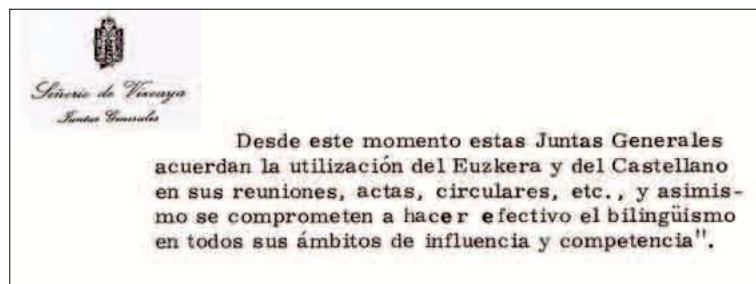 Señorio de Vizcaya
Juntas Generales
Desde este momento estas Juntas Generales
acuerdan la utilización del Euzkera y del Castellano
en sus reuniones, actas, circulares, etc., y asimis-
mo se comprometen a hacer efectivo el bilingüismo
en todos sus ámbitos de influencia y competencia".